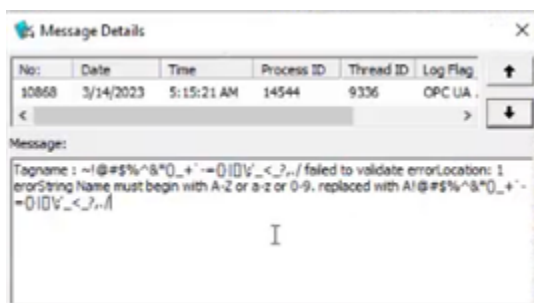 Message Details
No: Date Time Process ID Thread ID Log Flag
10868 3/14/2023 5:15:21 AM 14544 9336 OPC UA .
Message:
Tagname : ~!@#$%^&*()_+`-={}|[]\;'_<_?,./ failed to validate errorLocation: 1
erorString Name must begin with A-Z or a-z or 0-9. replaced with A!@#$%^&*()_+`-
={}|[]\;'_<_?,./